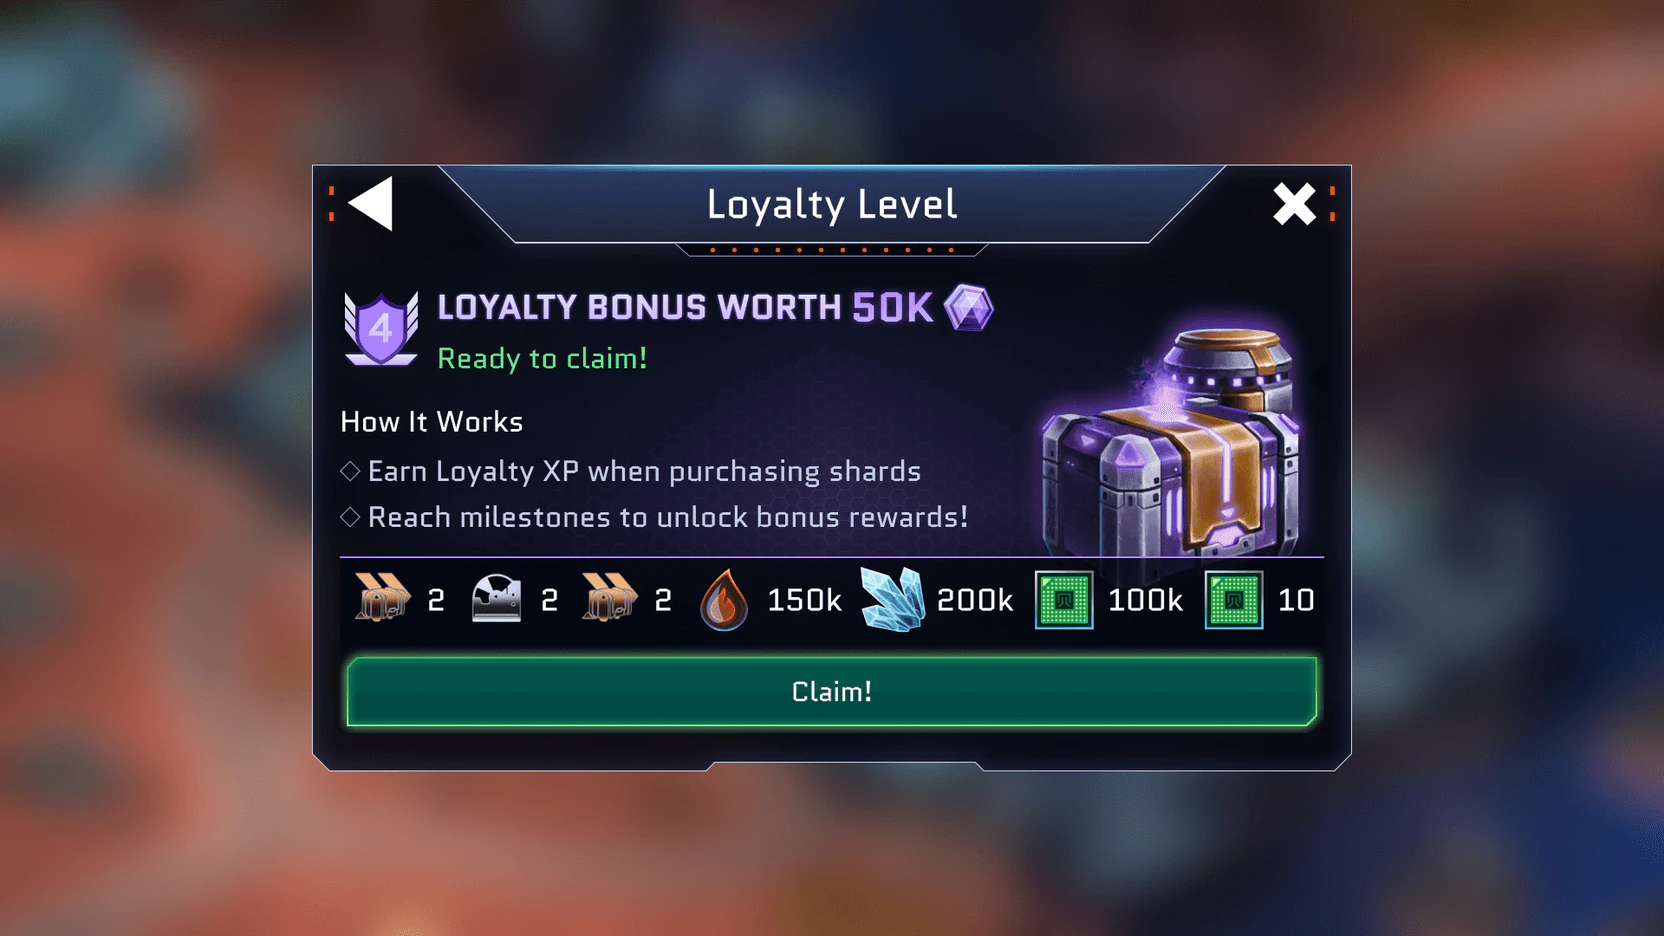 Loyalty Level
4
LOYALTY BONUS WORTH 50K
Ready to claim!
How It Works
Earn Loyalty XP when purchasing shards
Reach milestones to unlock bonus rewards!
2 2 2 150k 200k 100k 10
Claim!